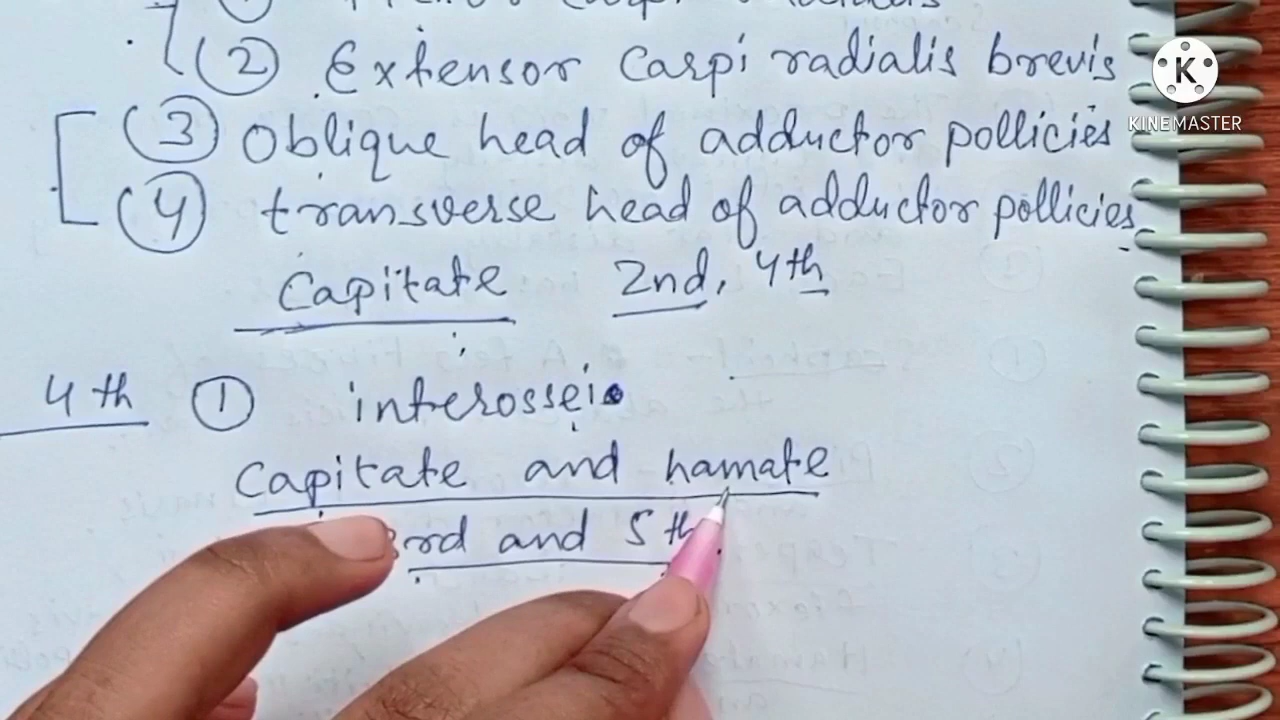 (2) Extensor Carpi radialis brevis
(3) Oblique head of adductor pollicies
(4) transverse head of adductor pollicies
Capitate 2nd, 4th
4th (1) interossei
Capitate and hamate
rd and 5th
K
KINEMASTER